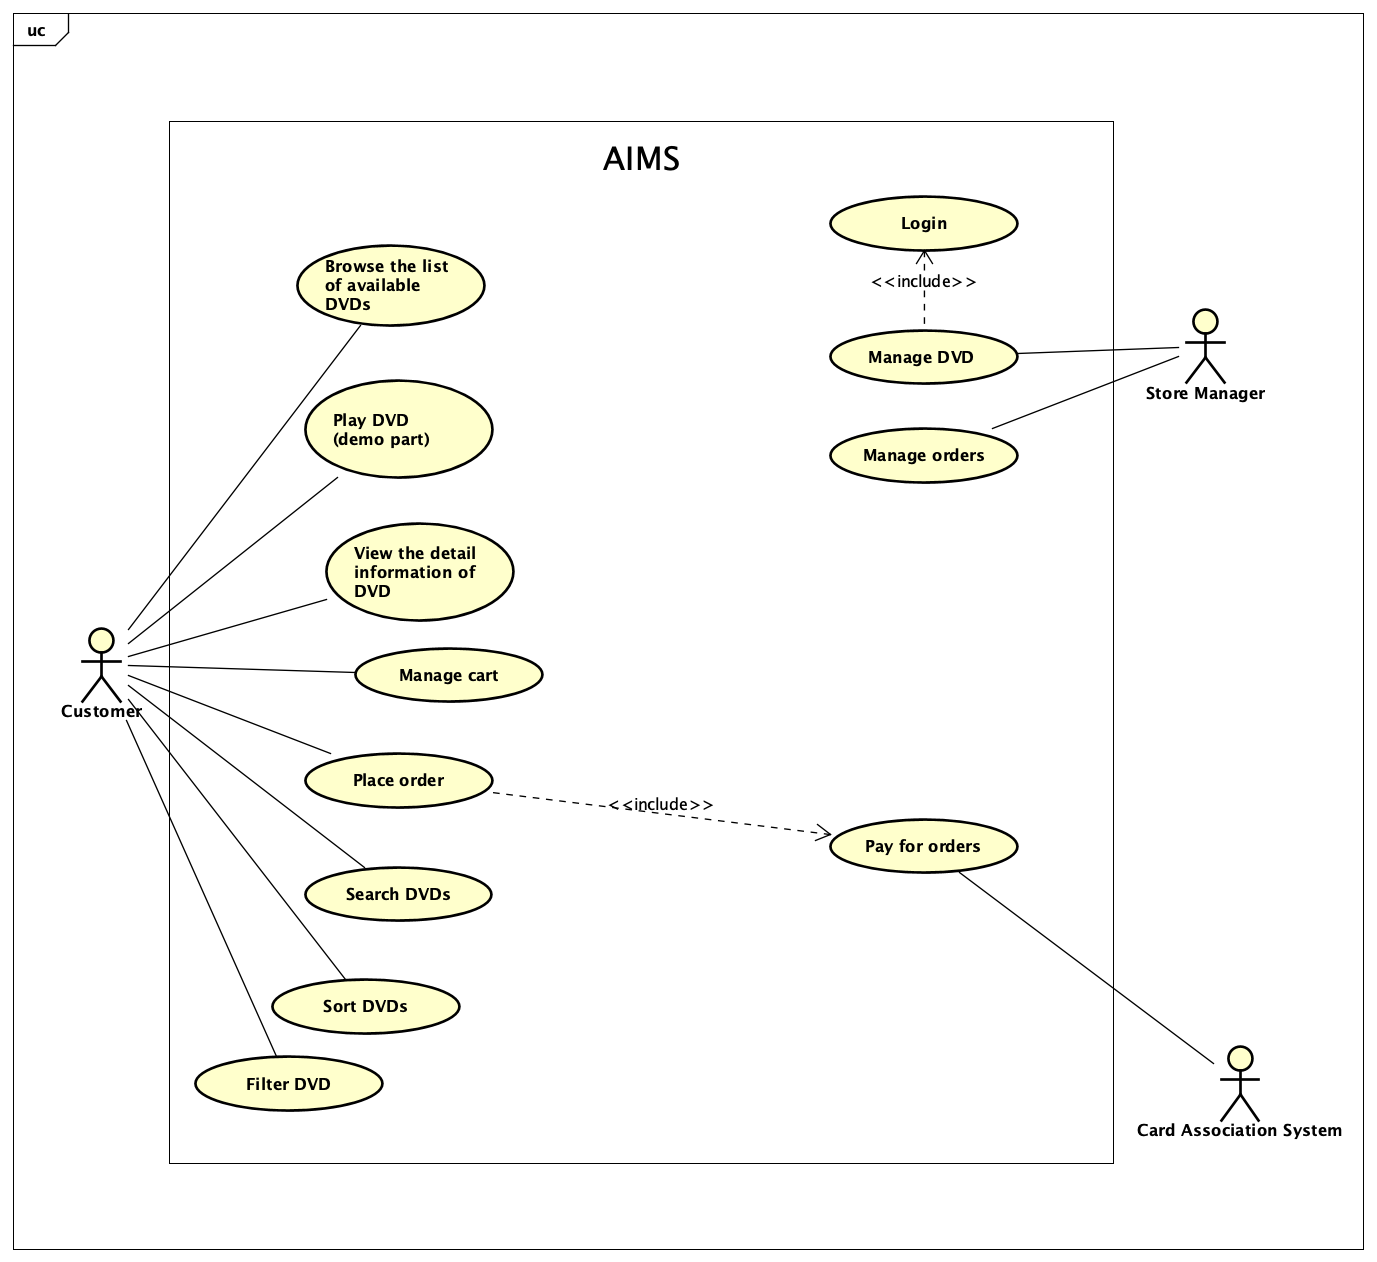 uc
AIMS
Login
Browse the list
of available
DVDs
<<include>>
Manage DVD
Store Manager
Play DVD
(demo part)
Manage orders
View the detail
information of
DVD
Manage cart
Customer
Place order
<<include>>
Pay for orders
Search DVDs
Sort DVDs
Filter DVD
Card Association System